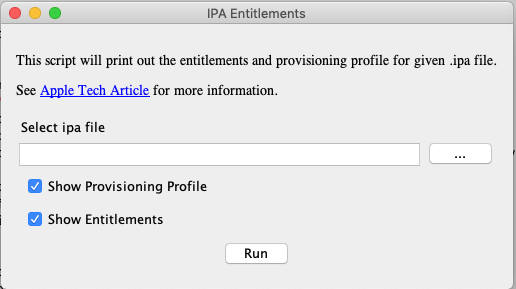 IPA Entitlements
This script will print out the entitlements and provisioning profile for given .ipa file.
See Apple Tech Article for more information.
Select ipa file
...
Show Provisioning Profile
Show Entitlements
Run